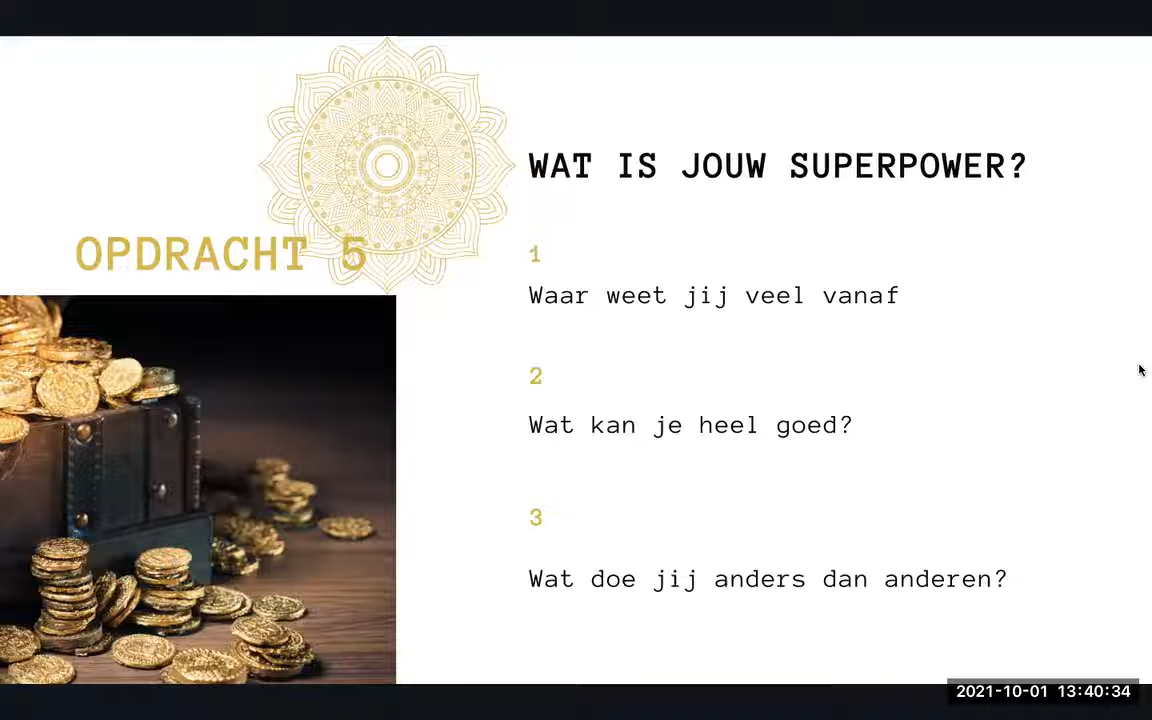 OPDRACHT 5
WAT IS JOUW SUPERPOWER?
1
Waar weet jij veel vanaf
2
Wat kan je heel goed?
3
Wat doe jij anders dan anderen?
2021-10-01 13:40:34